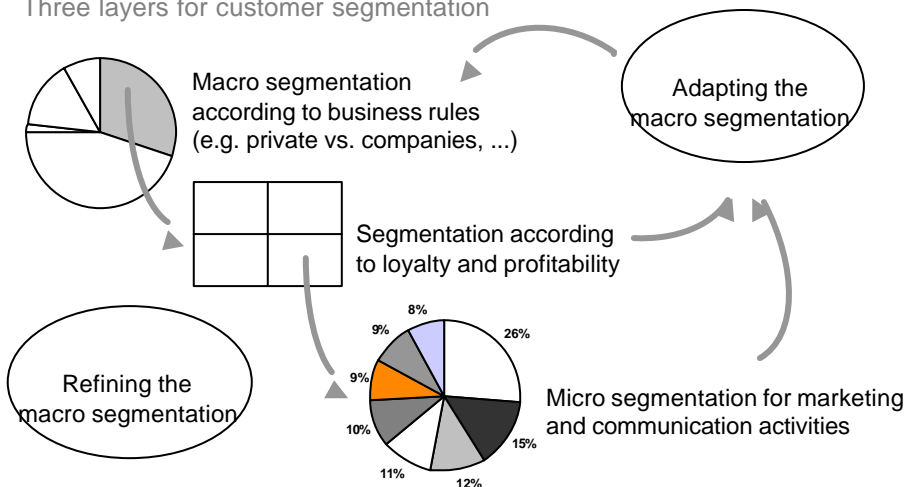 Three layers for customer segmentation
Macro segmentation
according to business rules
(e.g. private vs. companies, ...)
Adapting the
macro segmentation
Segmentation according
to loyalty and profitability
Refining the
macro segmentation
8%
26%
9%
9%
10%
11%
12%
15%
Micro segmentation for marketing
and communication activities